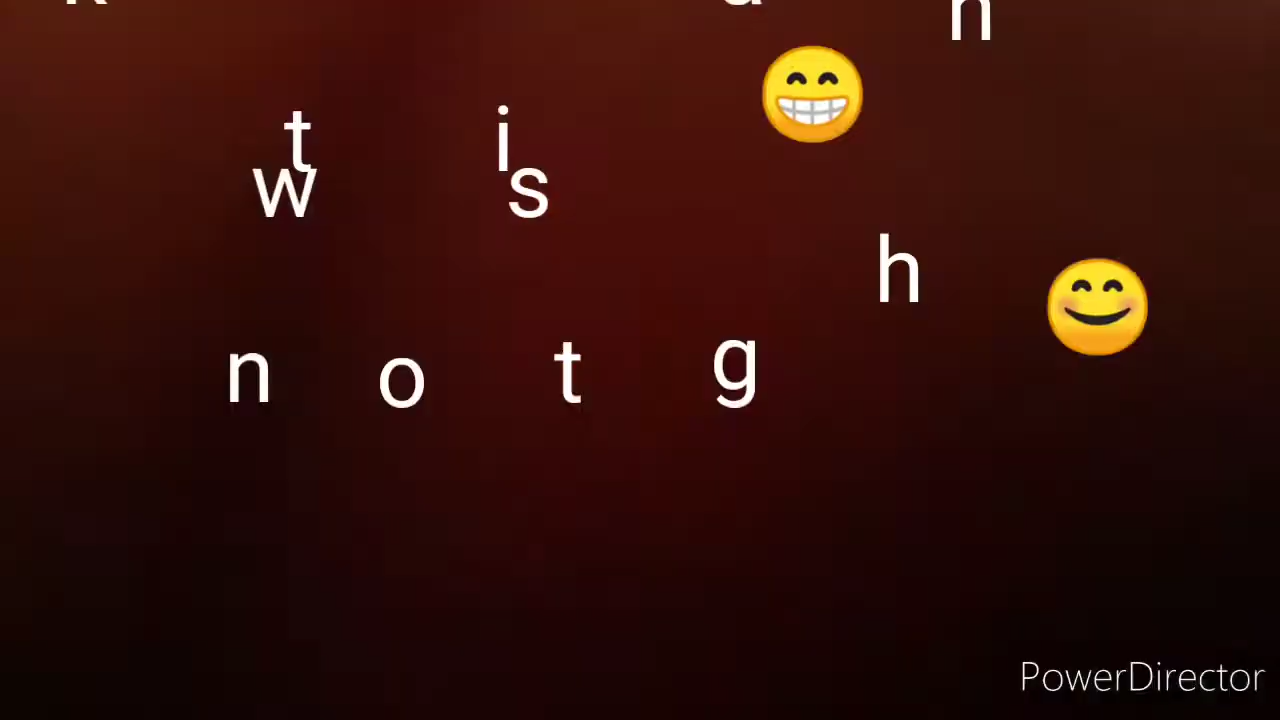 n
😁
t i
w s
h 😊
n o t g
PowerDirector